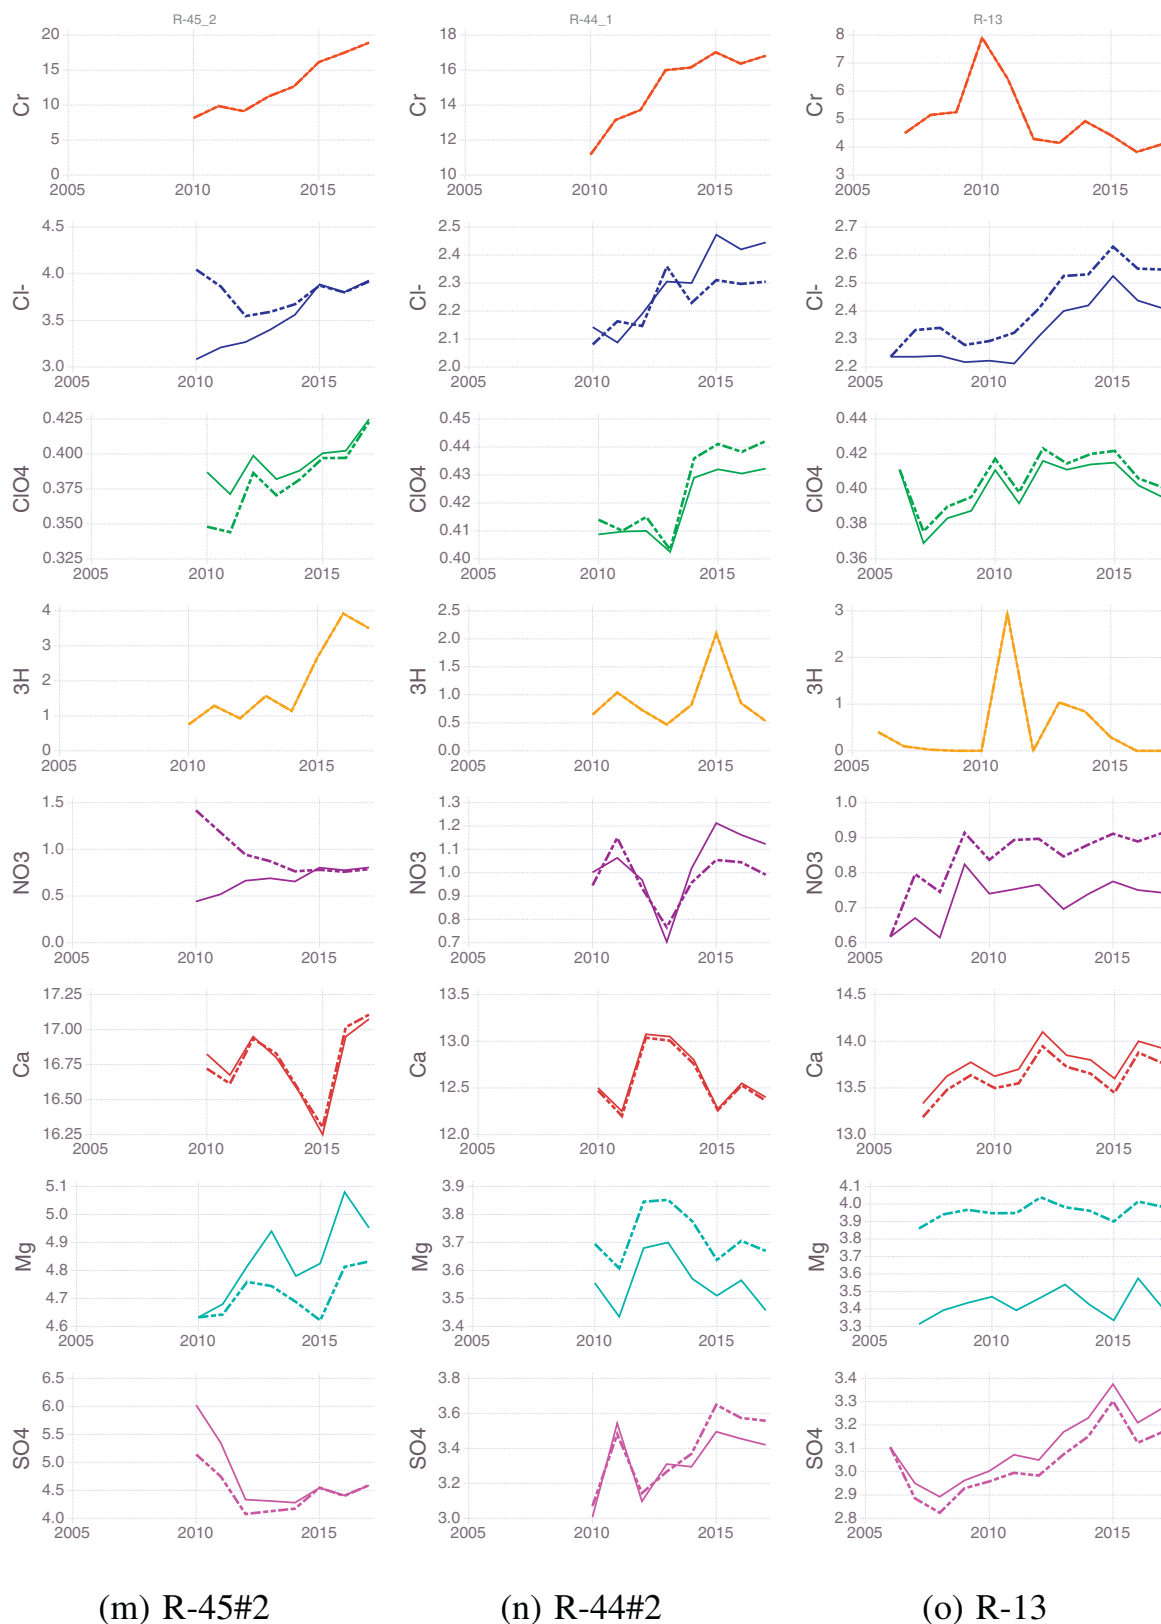 R-45_2 R-44_1 R-13
Cr
20
15
10
5
0
2005 2010 2015
Cr
18
16
14
12
10
2005 2010 2015
Cr
8
7
6
5
4
3
2005 2010 2015
Cl-
4.5
4.0
3.5
3.0
2005 2010 2015
Cl-
2.5
2.4
2.3
2.2
2.1
2.0
2005 2010 2015
Cl-
2.7
2.6
2.5
2.4
2.3
2.2
2005 2010 2015
ClO4
0.425
0.400
0.375
0.350
0.325
2005 2010 2015
ClO4
0.45
0.44
0.43
0.42
0.41
0.40
2005 2010 2015
ClO4
0.44
0.42
0.40
0.38
0.36
2005 2010 2015
3H
4
3
2
1
0
2005 2010 2015
3H
2.5
2.0
1.5
1.0
0.5
0.0
2005 2010 2015
3H
3
2
1
0
2005 2010 2015
NO3
1.5
1.0
0.5
0.0
2005 2010 2015
NO3
1.3
1.2
1.1
1.0
0.9
0.8
0.7
2005 2010 2015
NO3
1.0
0.9
0.8
0.7
0.6
2005 2010 2015
Ca
17.25
17.00
16.75
16.50
16.25
2005 2010 2015
Ca
13.5
13.0
12.5
12.0
2005 2010 2015
Ca
14.5
14.0
13.5
13.0
2005 2010 2015
Mg
5.1
5.0
4.9
4.8
4.7
4.6
2005 2010 2015
Mg
3.9
3.8
3.7
3.6
3.5
3.4
2005 2010 2015
Mg
4.1
4.0
3.9
3.8
3.7
3.6
3.5
3.4
3.3
2005 2010 2015
SO4
6.5
6.0
5.5
5.0
4.5
4.0
2005 2010 2015
SO4
3.8
3.6
3.4
3.2
3.0
2005 2010 2015
SO4
3.4
3.3
3.2
3.1
3.0
2.9
2.8
2005 2010 2015
(m) R-45#2 (n) R-44#2 (o) R-13